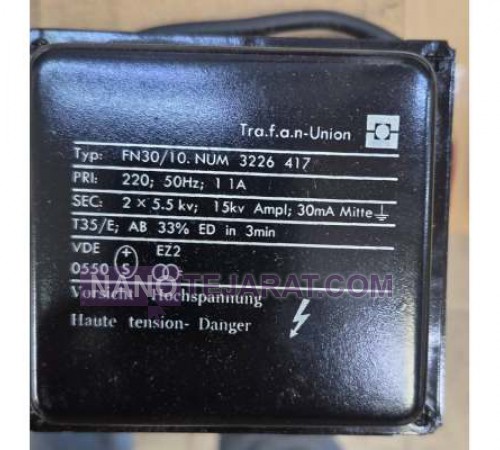 Tra.f.a.n-Union
Typ: FN30/10. NUM 3226 417
PRI: 220; 50Hz; 1 1A
SEC: 2 × 5.5 kv; 15kv Ampl; 30mA Mitte
T35/E; AB 33% ED in 3min
VDE EZ2
0550 S
NANOTEJARAT.COM
Vorsicht Hochspannung
Haute tension- Danger